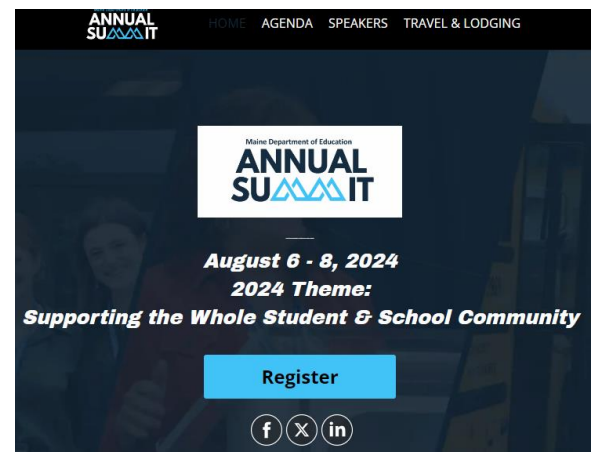 ANNUAL
SUMMIT
HOME AGENDA SPEAKERS TRAVEL & LODGING
Maine Department of Education
ANNUAL
SUMMIT
August 6 - 8, 2024
2024 Theme:
Supporting the Whole Student & School Community
Register
f X in